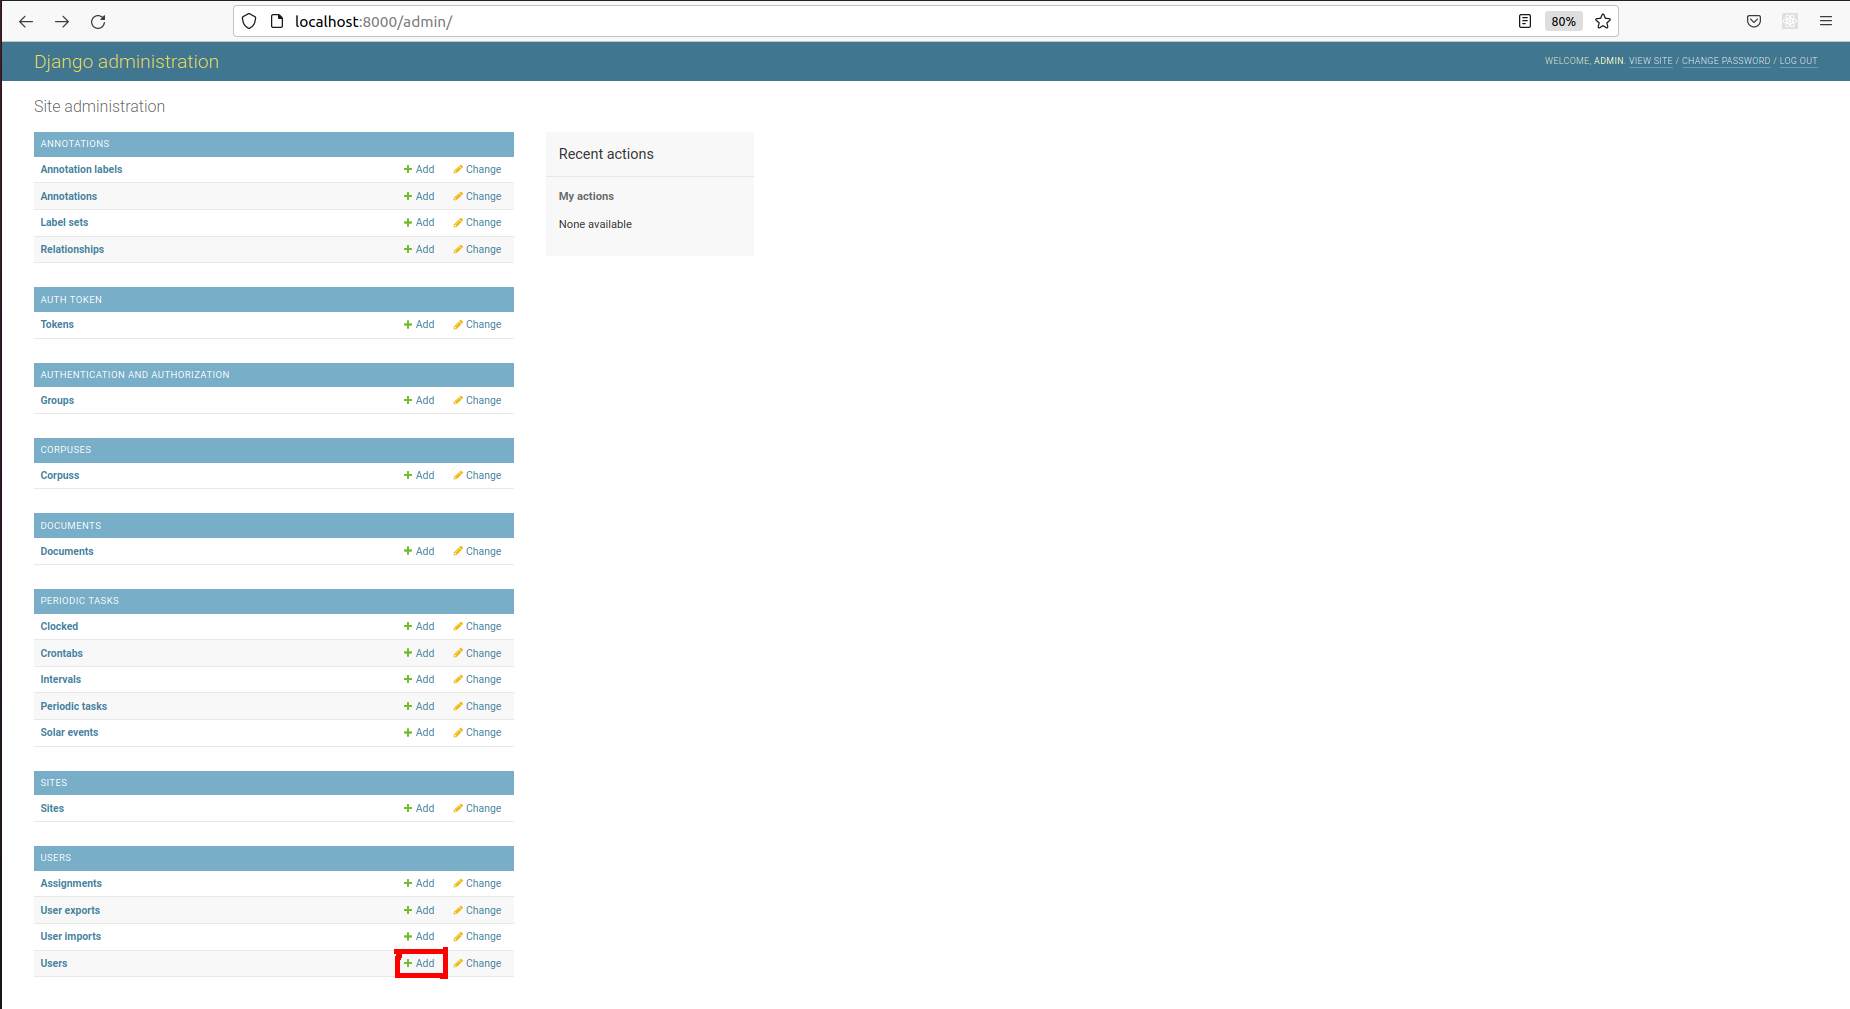 localhost:8000/admin/
80%
Django administration
WELCOME, ADMIN. VIEW SITE / CHANGE PASSWORD / LOG OUT
Site administration
ANNOTATIONS
Annotation labels Add Change
Annotations Add Change
Label sets Add Change
Relationships Add Change
AUTH TOKEN
Tokens Add Change
AUTHENTICATION AND AUTHORIZATION
Groups Add Change
CORPUSES
Corpuss Add Change
DOCUMENTS
Documents Add Change
PERIODIC TASKS
Clocked Add Change
Crontabs Add Change
Intervals Add Change
Periodic tasks Add Change
Solar events Add Change
SITES
Sites Add Change
USERS
Assignments Add Change
User exports Add Change
User imports Add Change
Users Add Change
Recent actions
My actions
None available